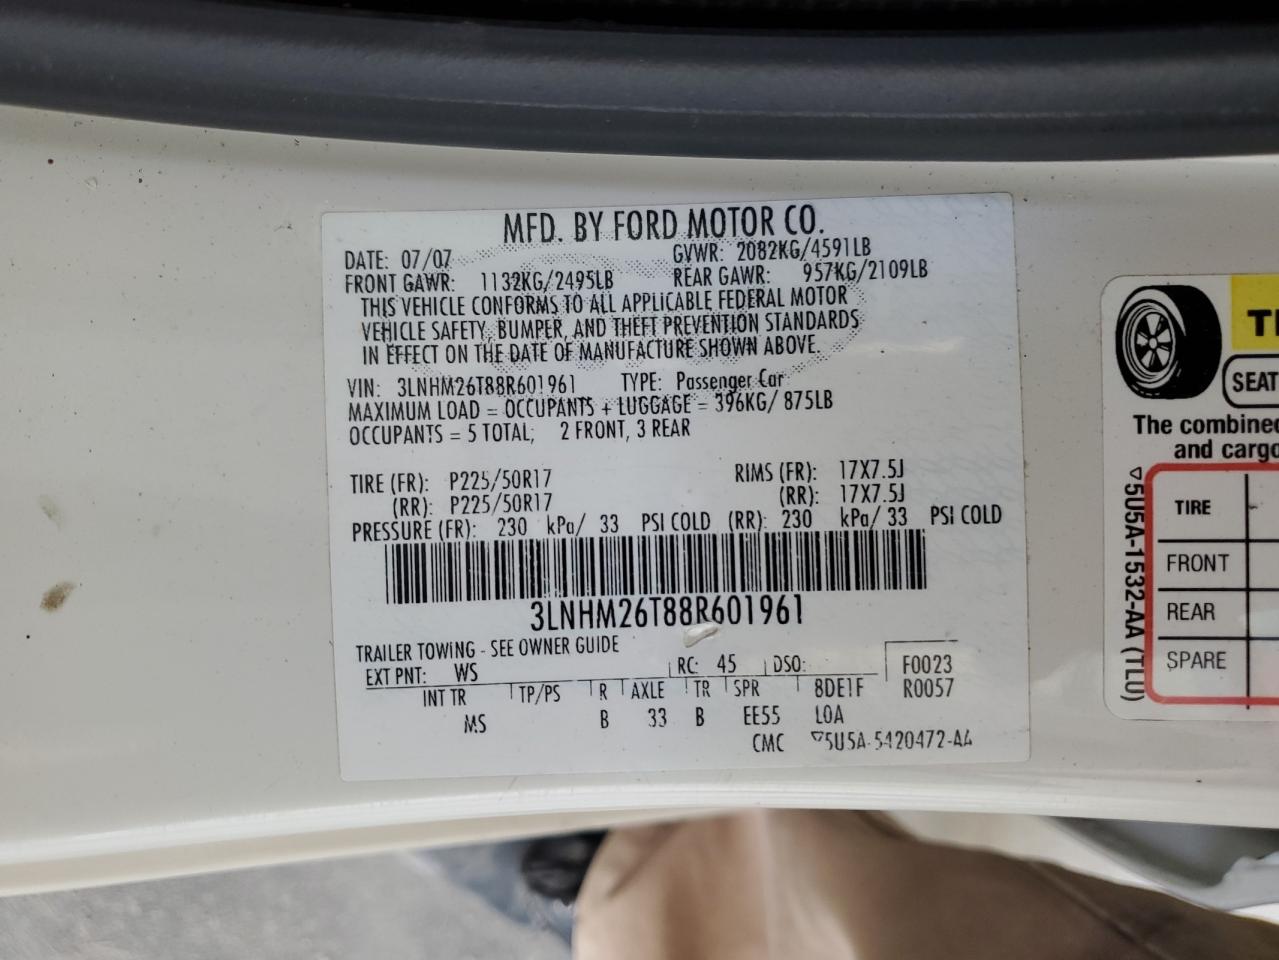 MFD. BY FORD MOTOR CO.
DATE: 07/07 GVWR: 2082KG/4591LB
FRONT GAWR: 1132KG/2495LB REAR GAWR: 957KG/2109LB
THIS VEHICLE CONFORMS TO ALL APPLICABLE FEDERAL MOTOR
VEHICLE SAFETY, BUMPER, AND THEFT PREVENTION STANDARDS
IN EFFECT ON THE DATE OF MANUFACTURE SHOWN ABOVE.
VIN: 3LNHM26T88R601961 TYPE: Passenger Car
MAXIMUM LOAD = OCCUPANTS + LUGGAGE = 396KG/ 875LB
OCCUPANTS = 5 TOTAL; 2 FRONT, 3 REAR
TIRE (FR): P225/50R17 RIMS (FR): 17X7.5J
(RR): P225/50R17 (RR): 17X7.5J
PRESSURE (FR): 230 kPa/ 33 PSI COLD (RR): 230 kPa/ 33 PSI COLD
3LNHM26T88R601961
TRAILER TOWING - SEE OWNER GUIDE
EXT PNT: WS RC: 45 DSO: F0023
INT TR TP/PS R AXLE TR SPR 8DE1F R0057
MS B 33 B EE55 LOA
CMC ▽5U5A-5420472-AA
SEAT
The combined
and cargo
TIRE
FRONT
REAR
SPARE
▽5U5A-1532-AA (TLU)